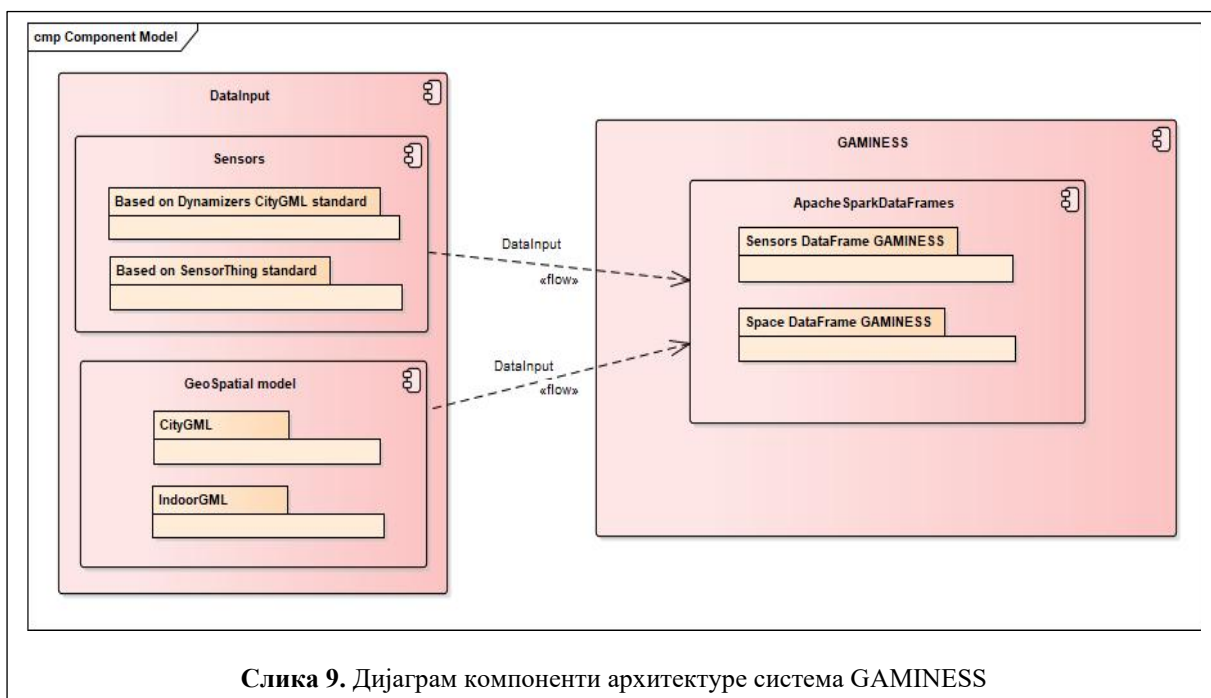 cmp Component Model
DataInput
Sensors
Based on Dynamizers CityGML standard
Based on SensorThing standard
GeoSpatial model
CityGML
IndoorGML
DataInput
«flow»
DataInput
«flow»
GAMINESS
ApacheSparkDataFrames
Sensors DataFrame GAMINESS
Space DataFrame GAMINESS
Слика 9. Дијаграм компоненти архитектуре система GAMINESS